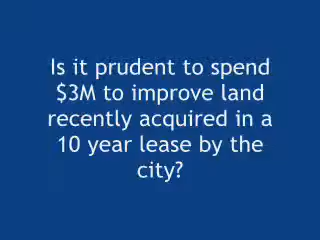 Is it prudent to spend
$3M to improve land
recently acquired in a
10 year lease by the
city?